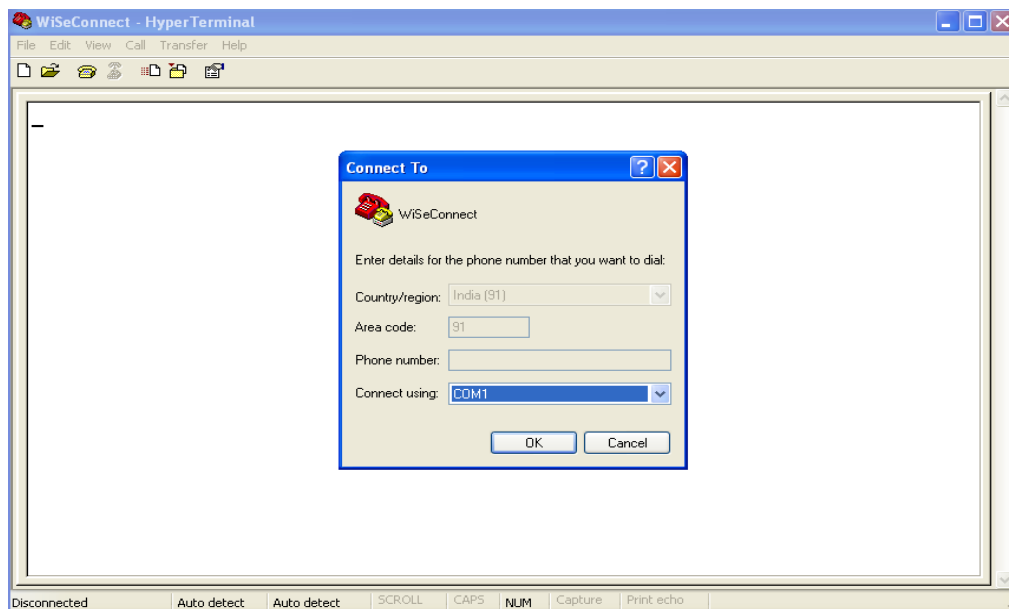 WiSeConnect - HyperTerminal
File Edit View Call Transfer Help
Connect To
?
WiSeConnect
Enter details for the phone number that you want to dial:
Country/region: India (91)
Area code: 91
Phone number:
Connect using: COM1
OK Cancel
Disconnected Auto detect Auto detect SCROLL CAPS NUM Capture Print echo